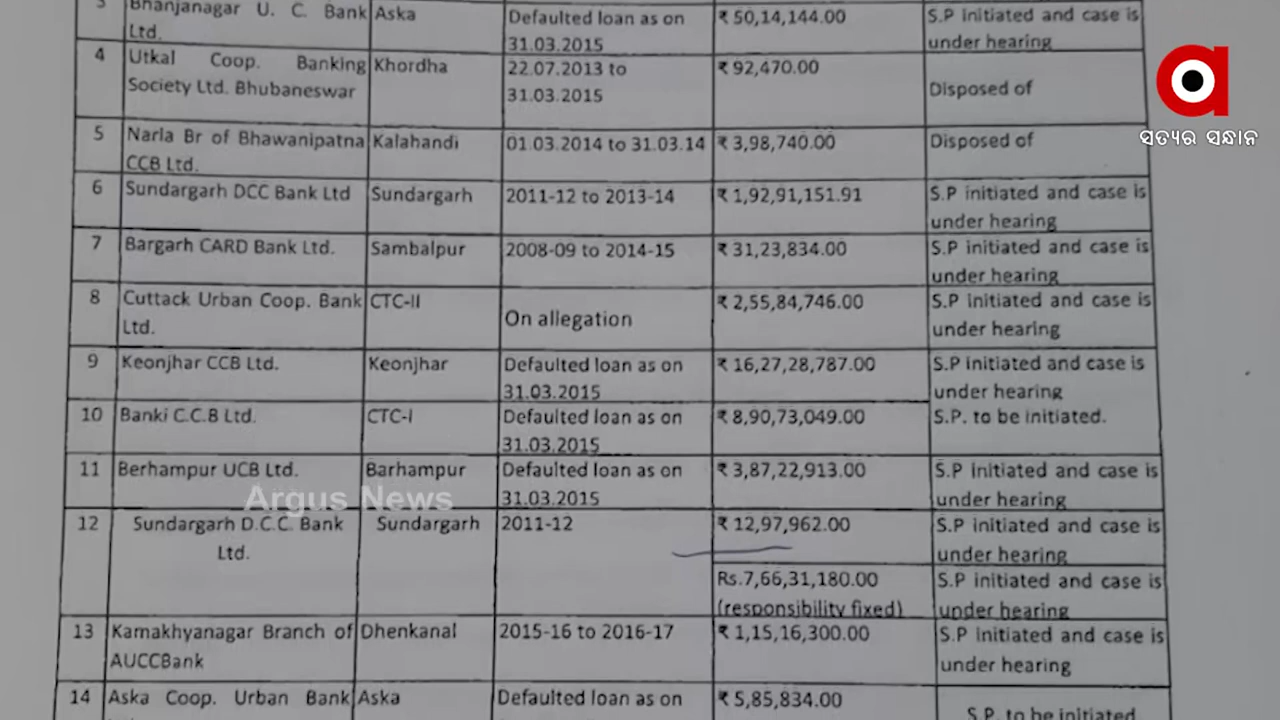 3 Bhanjanagar U. C. Bank Aska Defaulted loan as on ₹ 50,14,144.00 S.P initiated and case is
Ltd. 31.03.2015 under hearing
4 Utkal Coop. Banking Khordha 22.07.2013 to ₹ 92,470.00 Disposed of
Society Ltd. Bhubaneswar 31.03.2015
5 Narla Br of Bhawanipatna Kalahandi 01.03.2014 to 31.03.14 ₹ 3,98,740.00 Disposed of
CCB Ltd.
6 Sundargarh DCC Bank Ltd Sundargarh 2011-12 to 2013-14 ₹ 1,92,91,151.91 S.P initiated and case is
under hearing
7 Bargarh CARD Bank Ltd. Sambalpur 2008-09 to 2014-15 ₹ 31,23,834.00 S.P initiated and case is
under hearing
8 Cuttack Urban Coop. Bank CTC-II On allegation ₹ 2,55,84,746.00 S.P initiated and case is
Ltd. under hearing
9 Keonjhar CCB Ltd. Keonjhar Defaulted loan as on ₹ 16,27,28,787.00 S.P initiated and case is
31.03.2015 under hearing
10 Banki C.C.B Ltd. CTC-I Defaulted loan as on ₹ 8,90,73,049.00 S.P. to be initiated.
31.03.2015
11 Berhampur UCB Ltd. Barhampur Defaulted loan as on ₹ 3,87,22,913.00 S.P initiated and case is
31.03.2015 under hearing
12 Sundargarh D.C.C. Bank Sundargarh 2011-12 ₹ 12,97,962.00 S.P initiated and case is
Ltd. under hearing
Rs.7,66,31,180.00 S.P initiated and case is
(responsibility fixed) under hearing
13 Kamakhyanagar Branch of Dhenkanal 2015-16 to 2016-17 ₹ 1,15,16,300.00 S.P initiated and case is
AUCCBank under hearing
14 Aska Coop. Urban Bank Aska Defaulted loan as on ₹ 5,85,834.00 S.P. to be initiated
ସତ୍ୟର ସନ୍ଧାନ
Argus News